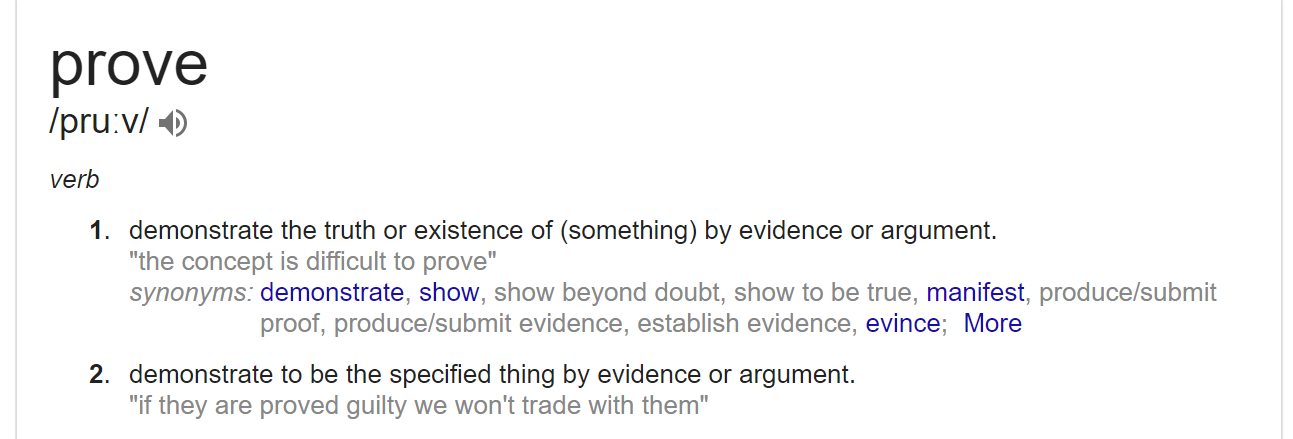 prove
/pruːv/
verb
1. demonstrate the truth or existence of (something) by evidence or argument.
"the concept is difficult to prove"
synonyms: demonstrate, show, show beyond doubt, show to be true, manifest, produce/submit
proof, produce/submit evidence, establish evidence, evince;  More
2. demonstrate to be the specified thing by evidence or argument.
"if they are proved guilty we won't trade with them"